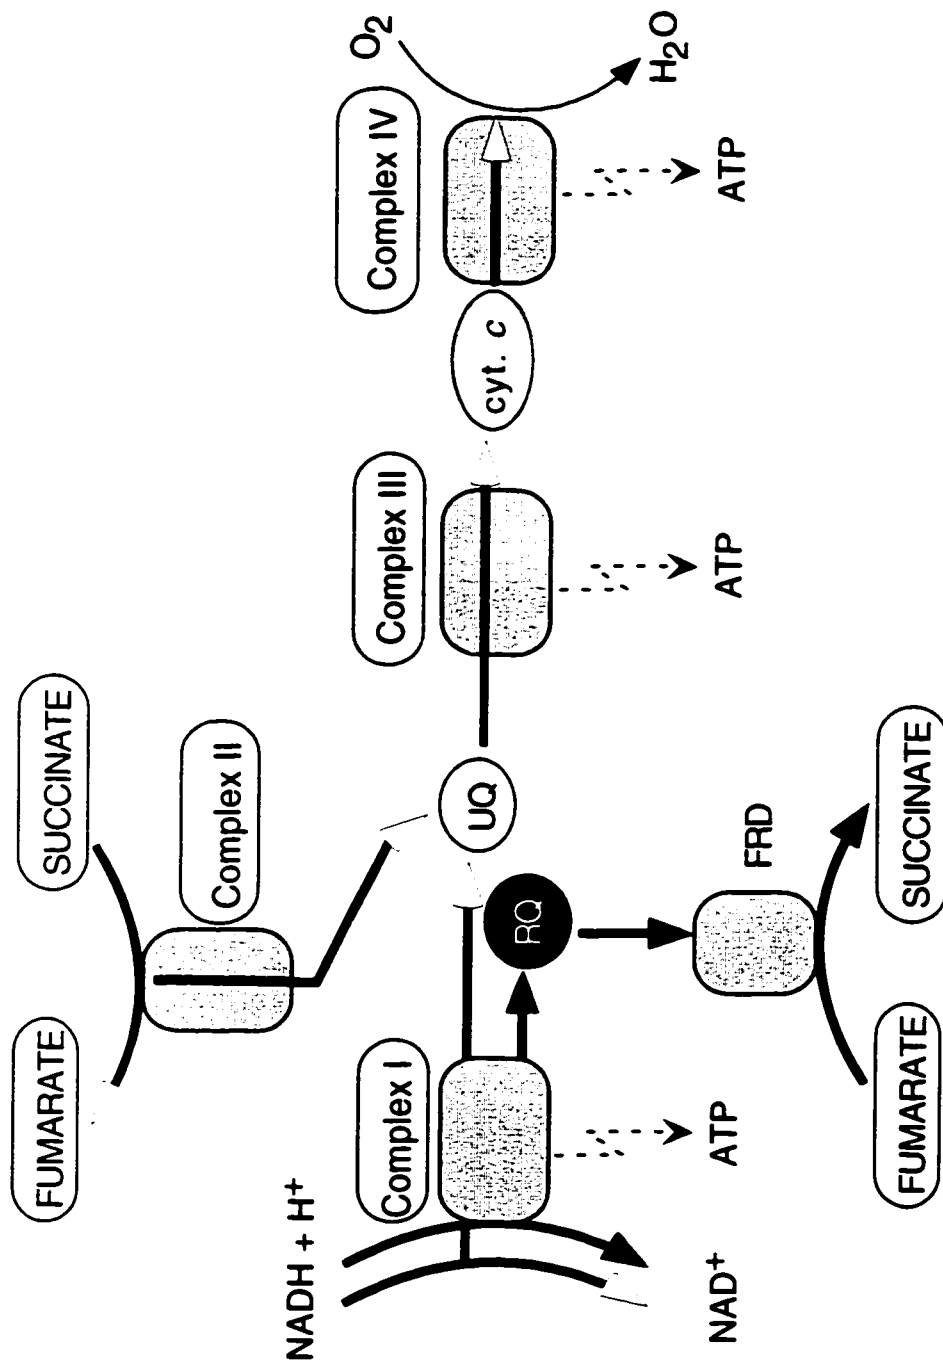 FUMARATE
SUCCINATE
Complex II
NADH + H+
Complex I
Complex III
Complex IV
O2
UQ
cyt. c
RQ
H2O
ATP
FRD
ATP
ATP
NAD+
FUMARATE
SUCCINATE